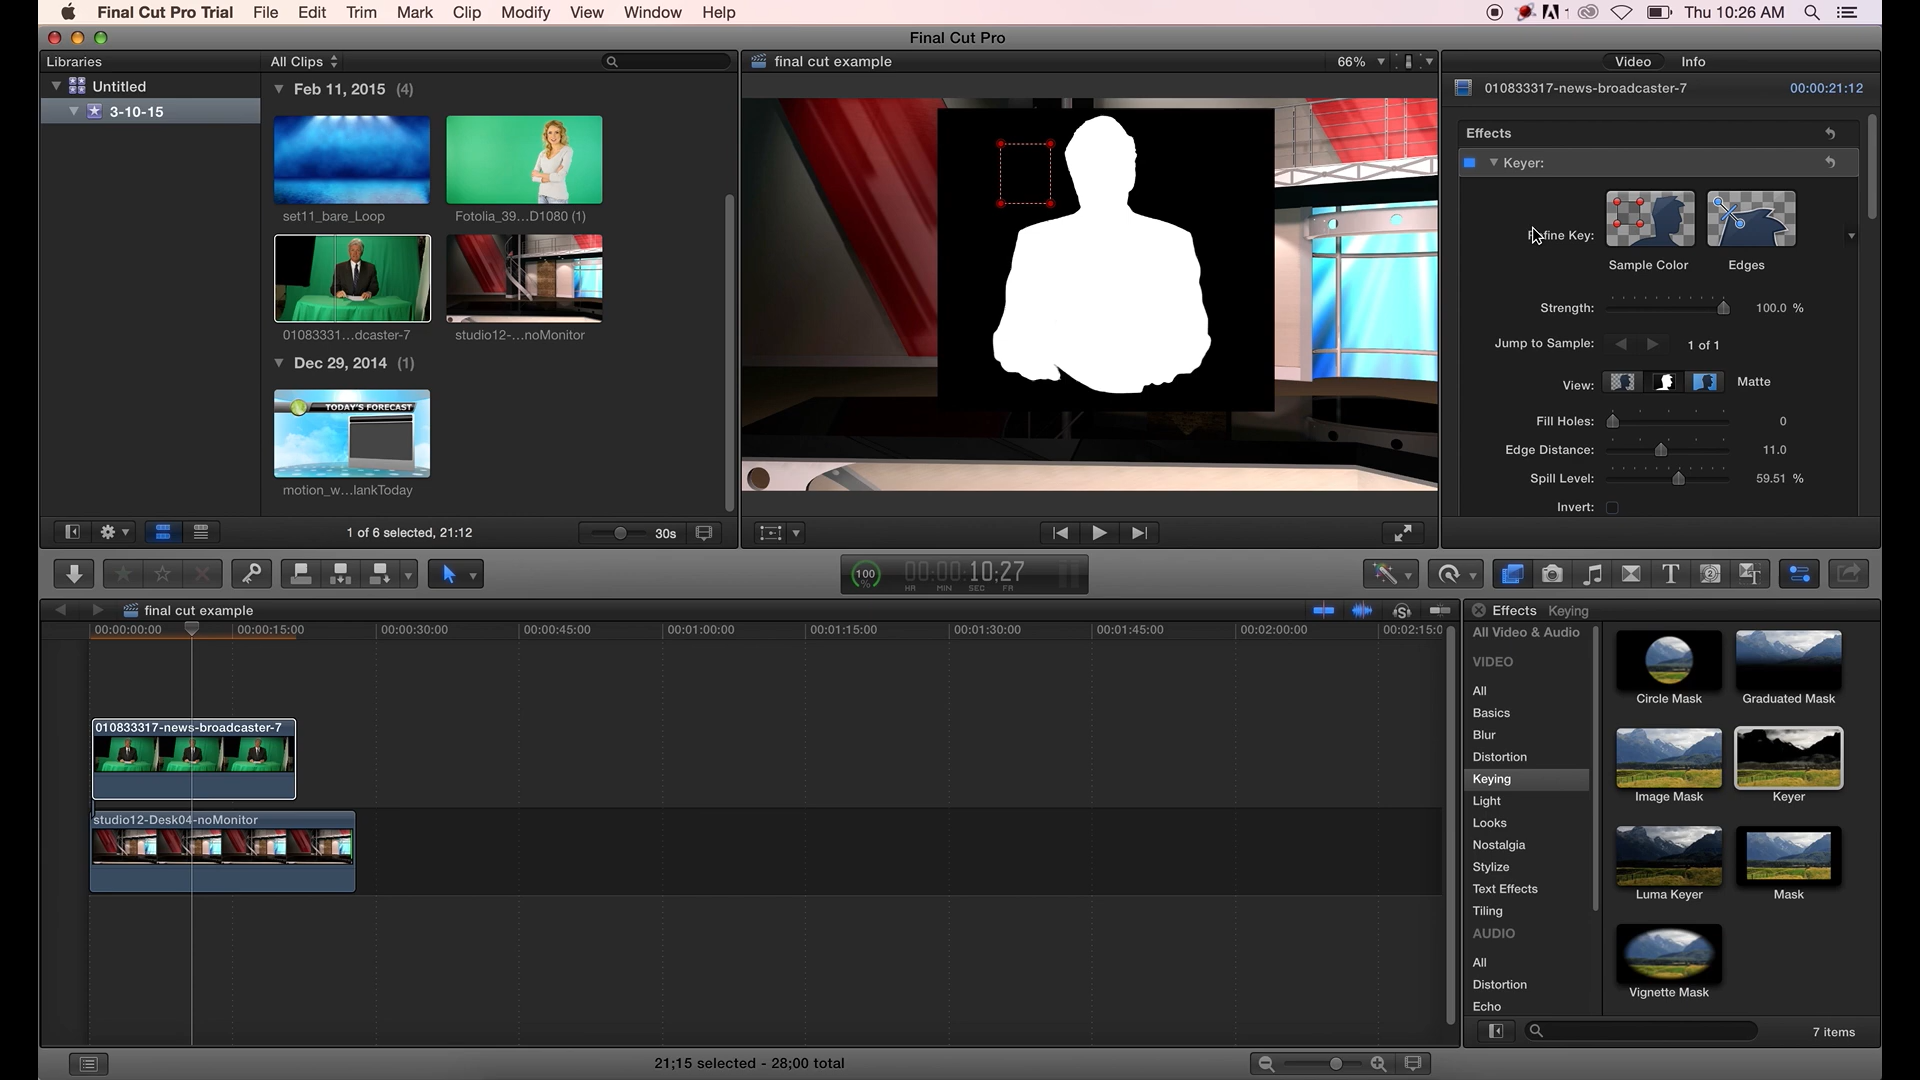 Final Cut Pro Trial File Edit Trim Mark Clip Modify View Window Help
1 Thu 10:26 AM
Final Cut Pro
Libraries
All Clips
Untitled
3-10-15
Feb 11, 2015 (4)
set11_bare_Loop
Fotolia_39...D1080 (1)
01083331...dcaster-7
studio12-...noMonitor
Dec 29, 2014 (1)
TODAY'S FORECAST
motion_w...lankToday
1 of 6 selected, 21:12
30s
final cut example
66%
Video Info
010833317-news-broadcaster-7 00:00:21:12
Effects
Keyer:
fine Key:
Sample Color Edges
Strength: 100.0 %
Jump to Sample: 1 of 1
View: Matte
Fill Holes: 0
Edge Distance: 11.0
Spill Level: 59.51 %
Invert:
100 %
00:00:10;27
HR MIN SEC FR
final cut example
00:00:00:00 00:00:15:00 00:00:30:00 00:00:45:00 00:01:00:00 00:01:15:00 00:01:30:00 00:01:45:00 00:02:00:00 00:02:15:0
010833317-news-broadcaster-7
studio12-Desk04-noMonitor
21;15 selected - 28;00 total
Effects Keying
All Video & Audio
VIDEO
All
Basics
Blur
Distortion
Keying
Light
Looks
Nostalgia
Stylize
Text Effects
Tiling
AUDIO
All
Distortion
Echo
Circle Mask
Graduated Mask
Image Mask
Keyer
Luma Keyer
Mask
Vignette Mask
7 items